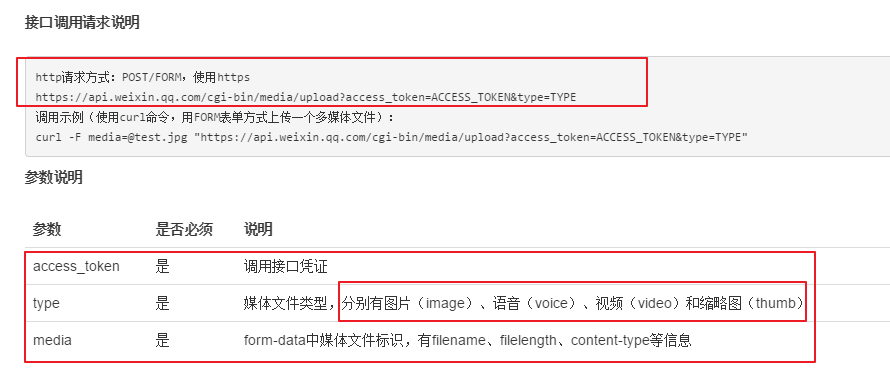 接口调用请求说明
http请求方式：POST/FORM，使用https
https://api.weixin.qq.com/cgi-bin/media/upload?access_token=ACCESS_TOKEN&type=TYPE
调用示例（使用curl命令，用FORM表单方式上传一个多媒体文件）：
curl -F media=@test.jpg "https://api.weixin.qq.com/cgi-bin/media/upload?access_token=ACCESS_TOKEN&type=TYPE"
参数说明
参数 是否必须 说明
access_token 是 调用接口凭证
type 是 媒体文件类型，分别有图片（image）、语音（voice）、视频（video）和缩略图（thumb）
media 是 form-data中媒体文件标识，有filename、filelength、content-type等信息